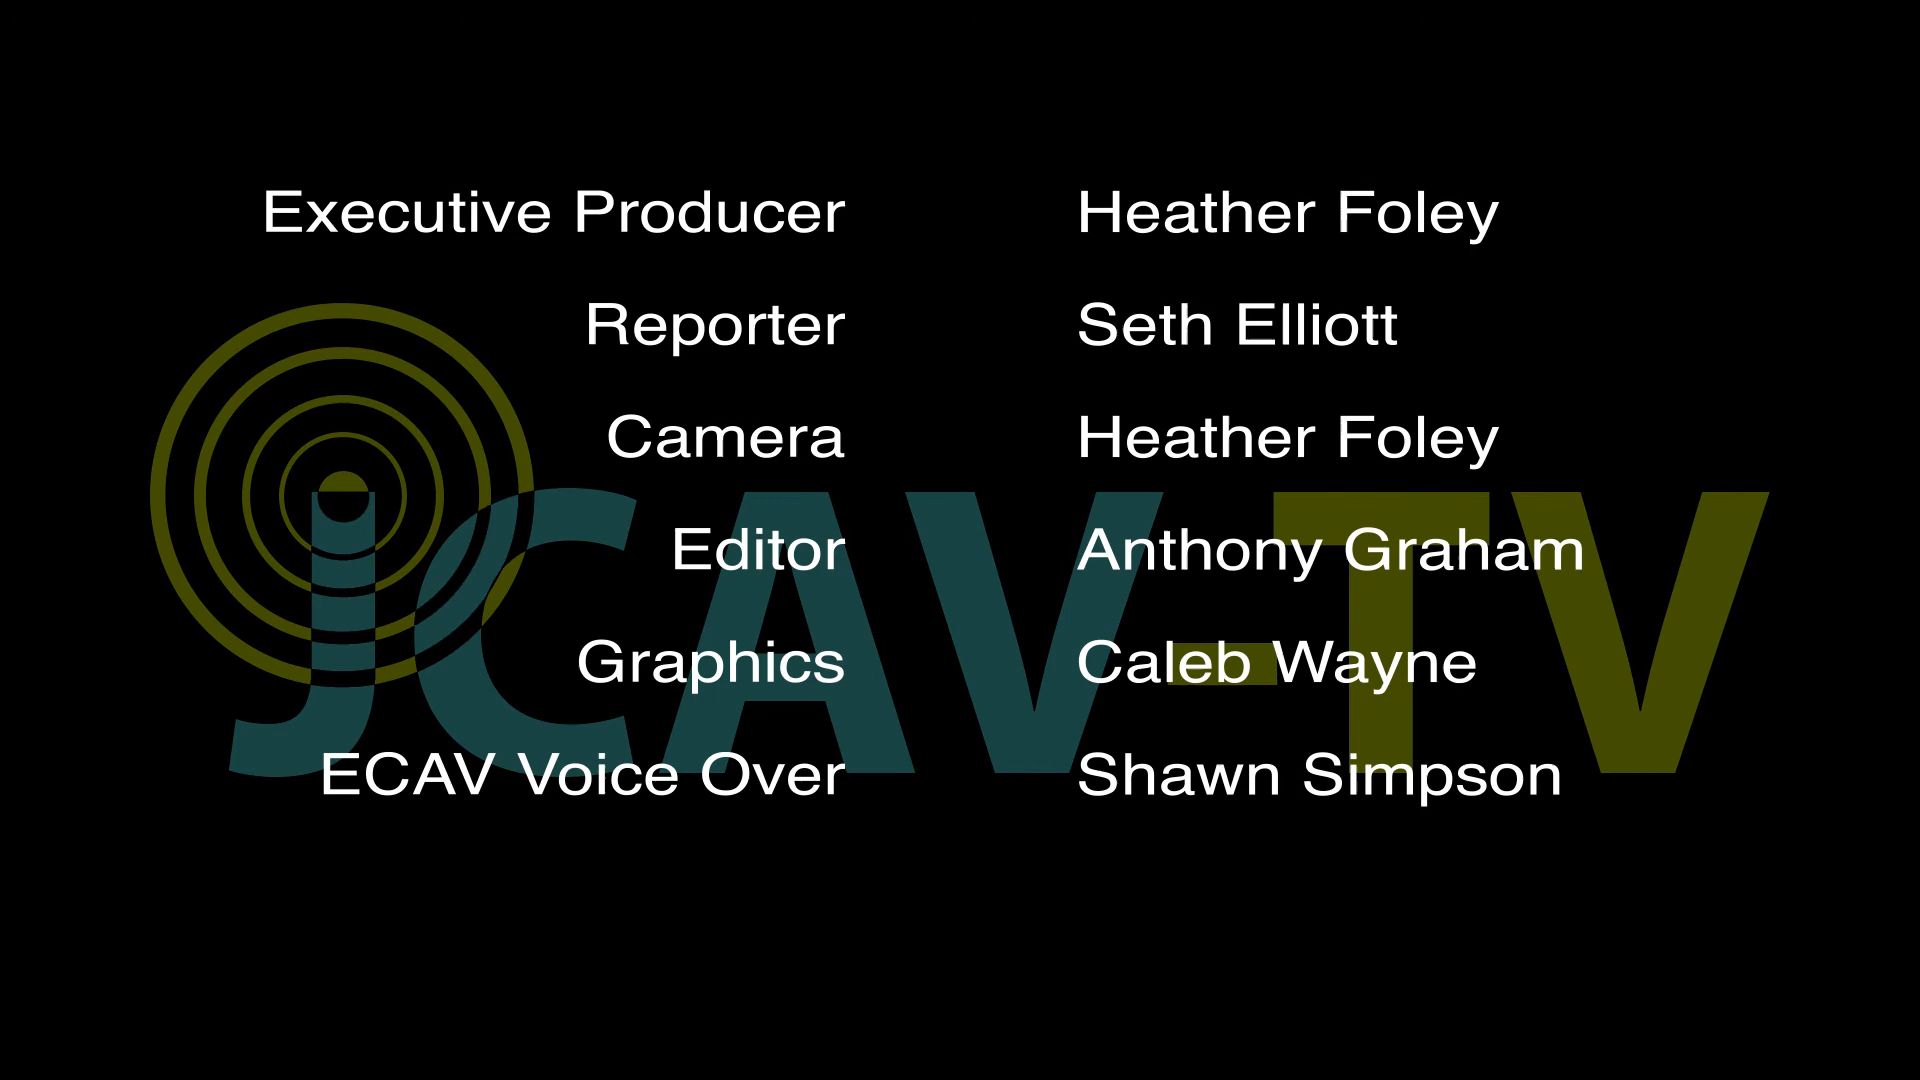 Executive Producer Heather Foley
Reporter Seth Elliott
Camera Heather Foley
Editor Anthony Graham
Graphics Caleb Wayne
ECAV Voice Over Shawn Simpson
JCAV-TV